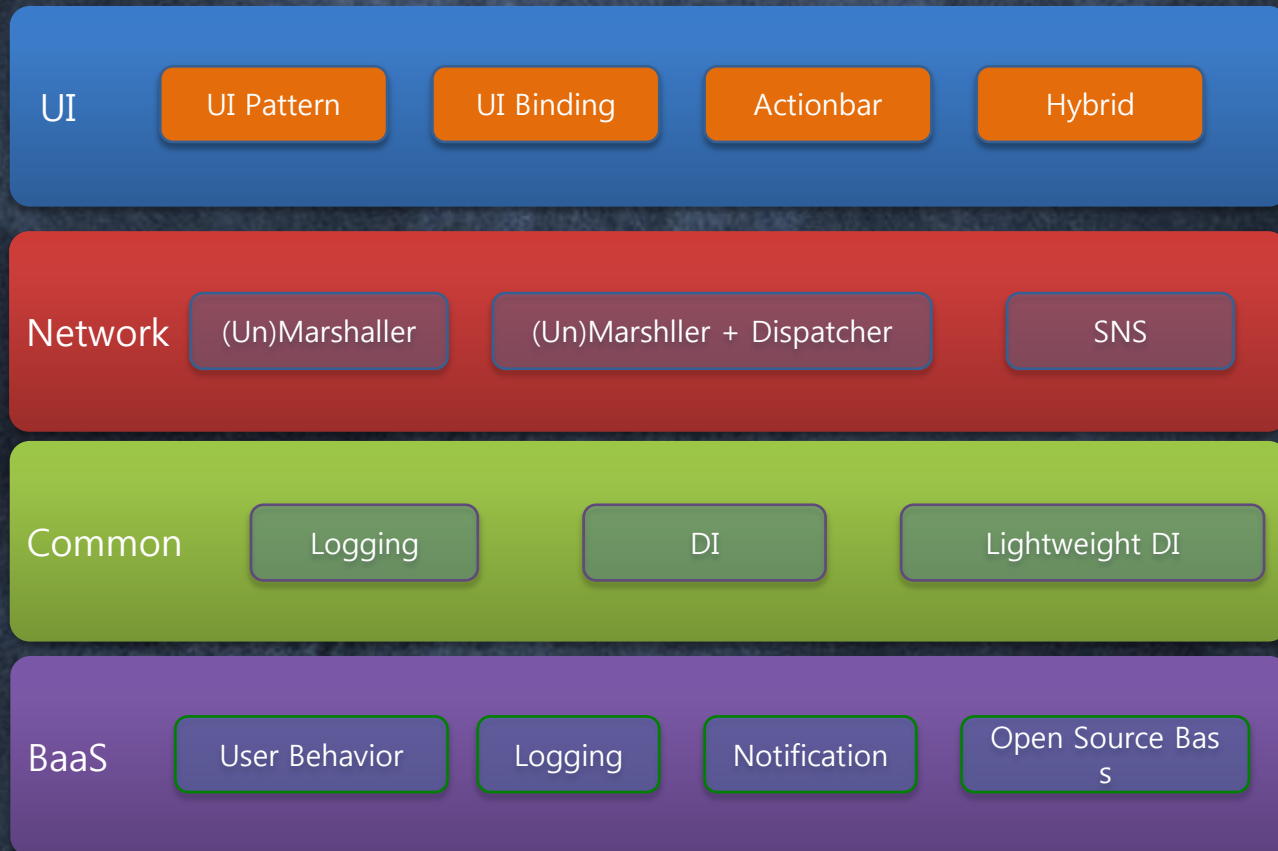 UI
UI Pattern
UI Binding
Actionbar
Hybrid
Network
(Un)Marshaller
(Un)Marshller + Dispatcher
SNS
Common
Logging
DI
Lightweight DI
BaaS
User Behavior
Logging
Notification
Open Source Bas
s